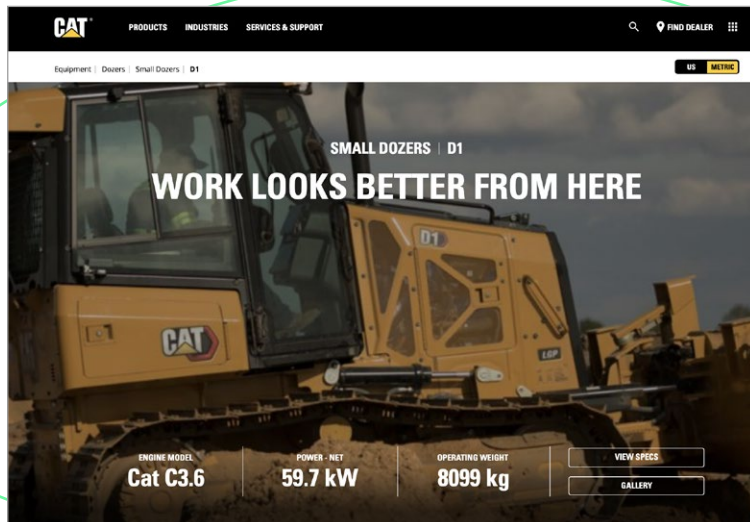 CAT
PRODUCTS INDUSTRIES SERVICES & SUPPORT FIND DEALER
Equipment | Dozers | Small Dozers | D1 US METRIC
SMALL DOZERS | D1
WORK LOOKS BETTER FROM HERE
D1
CAT
LGP
ENGINE MODEL
Cat C3.6
POWER - NET
59.7 kW
OPERATING WEIGHT
8099 kg
VIEW SPECS
GALLERY